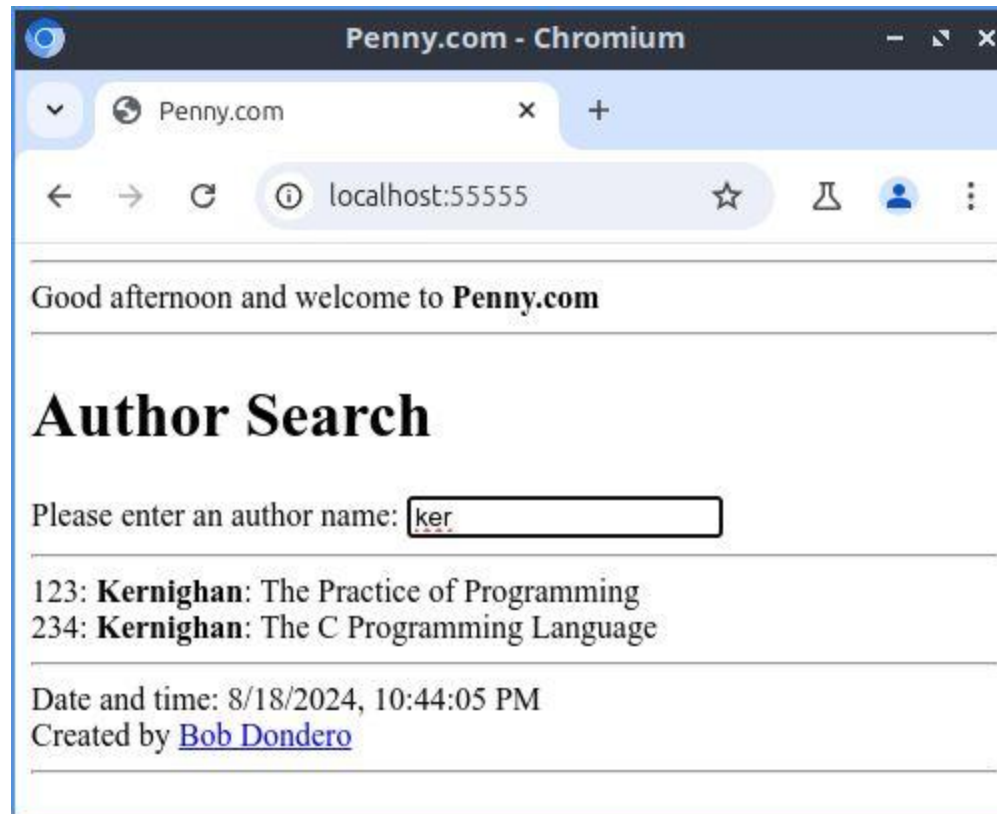 Penny.com - Chromium
Penny.com
localhost:55555
Good afternoon and welcome to Penny.com
Author Search
Please enter an author name: ker
123: Kernighan: The Practice of Programming
234: Kernighan: The C Programming Language
Date and time: 8/18/2024, 10:44:05 PM
Created by Bob Dondero